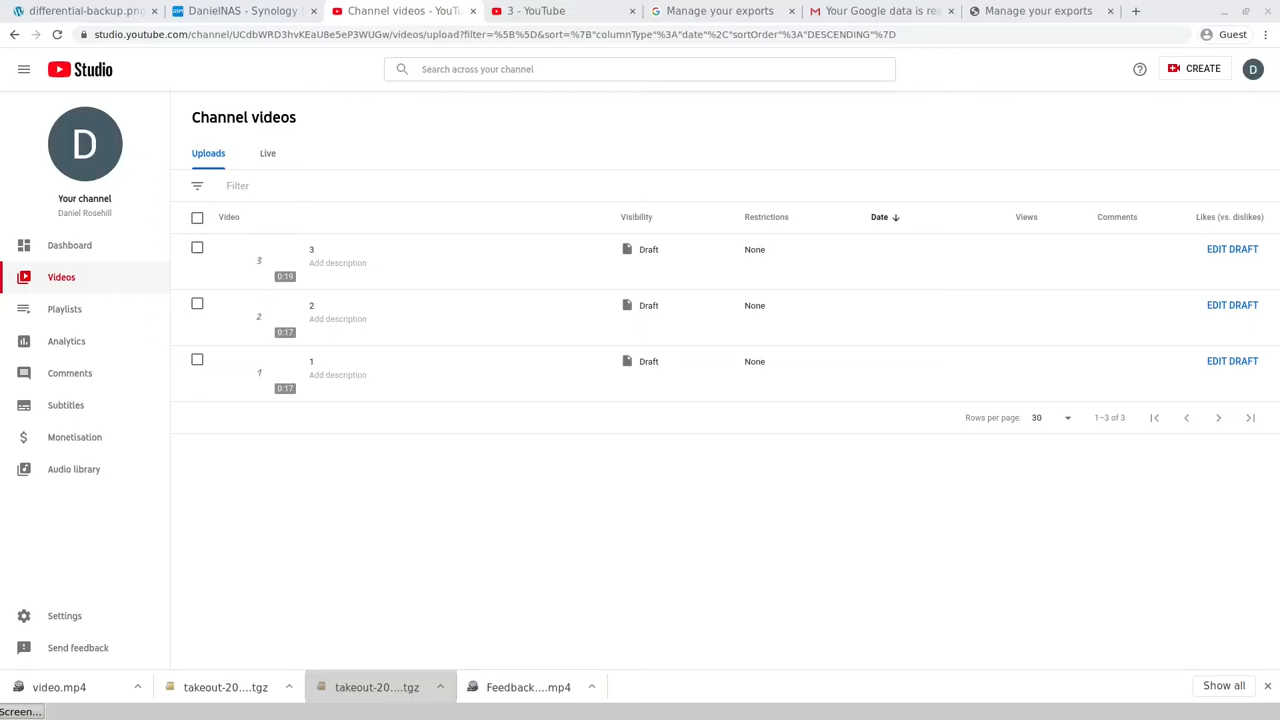 differential-backup.png
DanielNAS - Synology
Channel videos - YouTu
3 - YouTube
Manage your exports
Your Google data is rea
Manage your exports
studio.youtube.com/channel/UCdbWRD3hvKEaU8e5eP3WUGw/videos/upload?filter=%5B%5D&sort=%7B"columnType"%3A"date"%2C"sortOrder"%3A"DESCENDING"%7D
Guest
Studio
Search across your channel
CREATE
D
D
Your channel
Daniel Rosehill
Dashboard
Videos
Playlists
Analytics
Comments
Subtitles
Monetisation
Audio library
Settings
Send feedback
Channel videos
Uploads Live
Filter
Video Visibility Restrictions Date Views Comments Likes (vs. dislikes)
3 3 Draft None EDIT DRAFT
Add description
0:19
2 2 Draft None EDIT DRAFT
Add description
0:17
1 1 Draft None EDIT DRAFT
Add description
0:17
Rows per page: 30 1–3 of 3
video.mp4
takeout-20....tgz
takeout-20....tgz
Feedback....mp4
Show all
Screen...